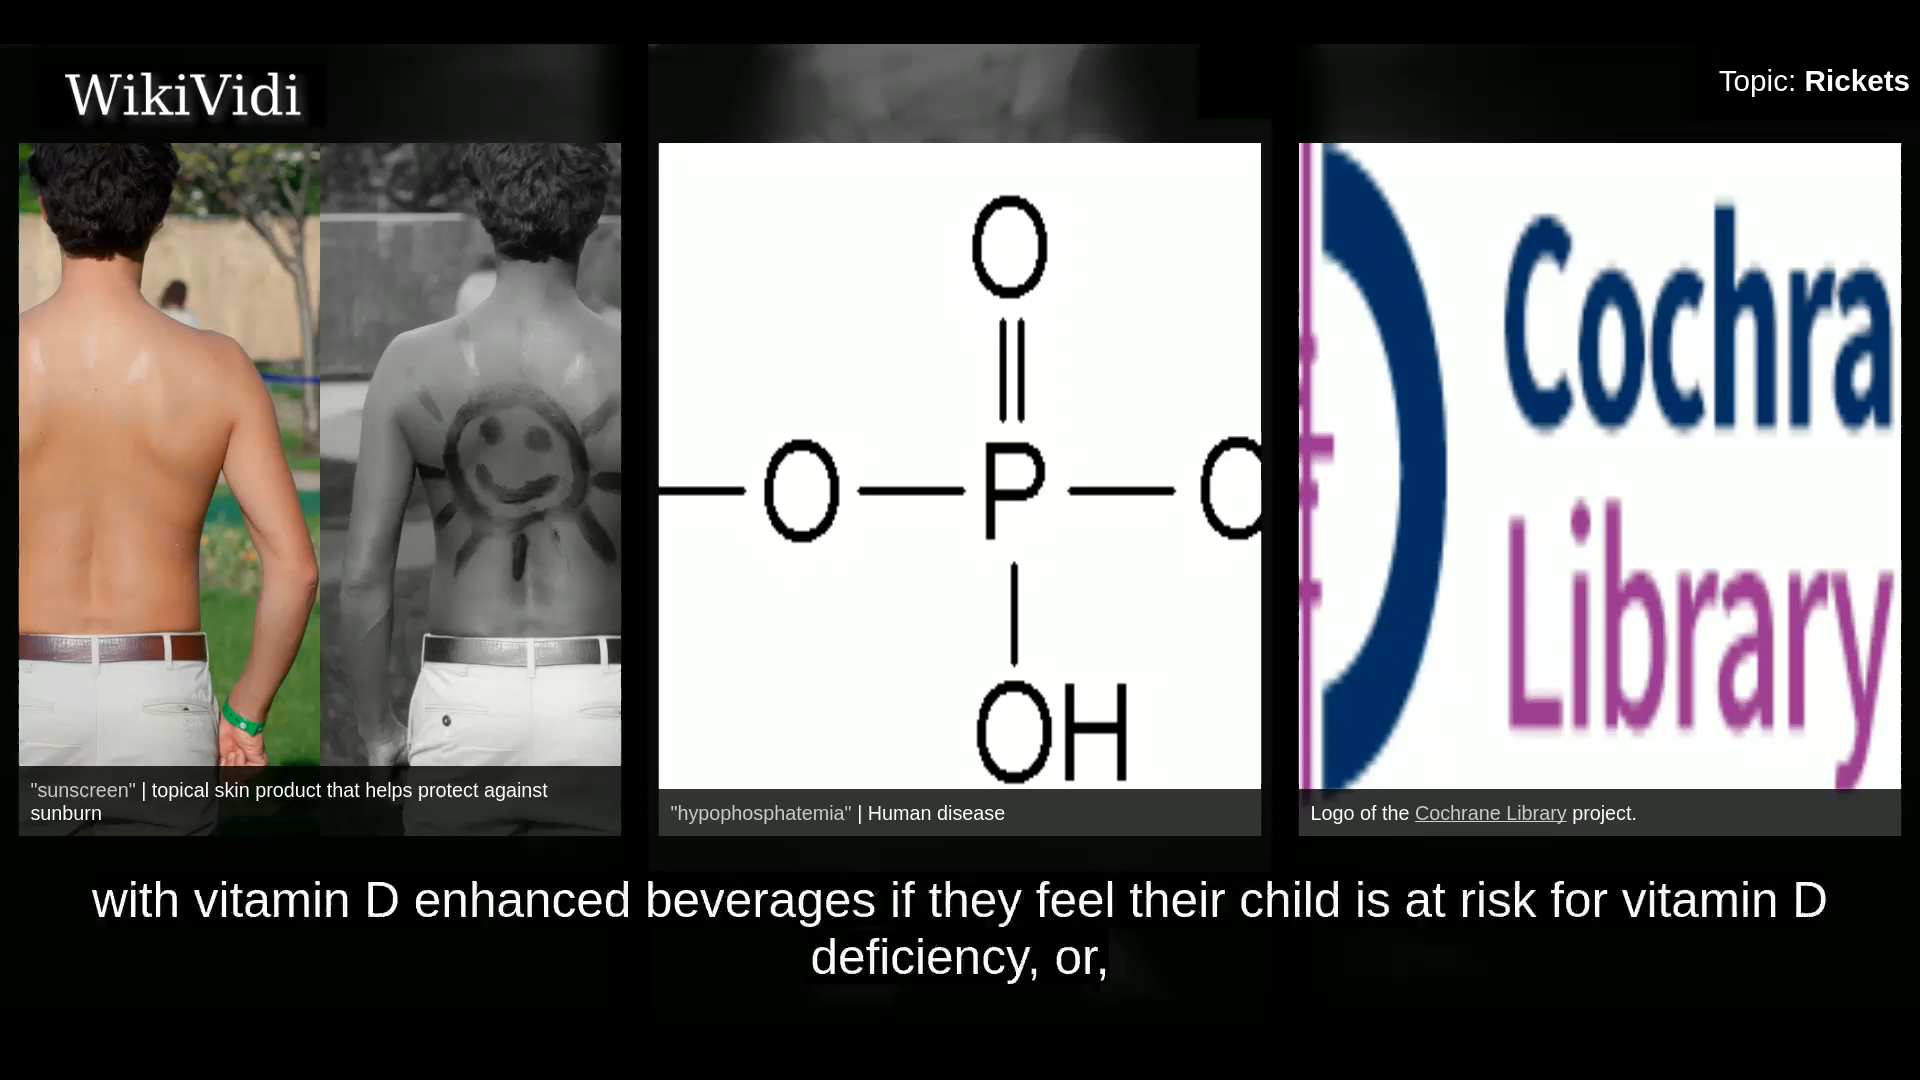 WikiVidi
Topic: Rickets
O
O P O
OH
Cochra
Library
"sunscreen" | topical skin product that helps protect against
sunburn
"hypophosphatemia" | Human disease
Logo of the Cochrane Library project.
with vitamin D enhanced beverages if they feel their child is at risk for vitamin D
deficiency, or,